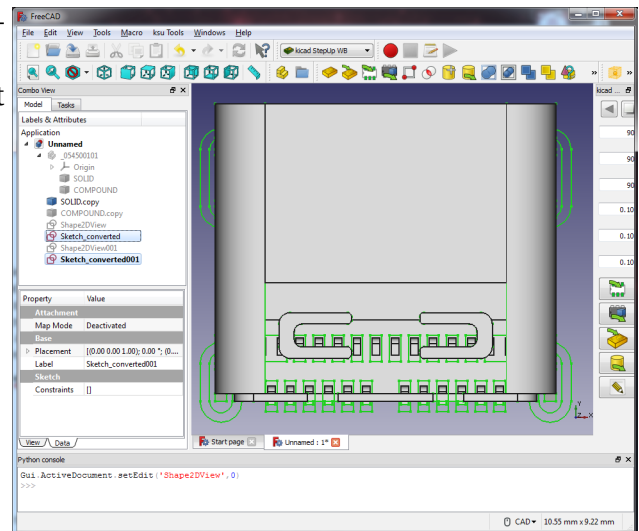 FreeCAD
File Edit View Tools Macro ksu Tools Windows Help
kicad StepUp WB
Combo View
kicad ...
Model Tasks
Labels & Attributes
Application
Unnamed
_054500101
Origin
SOLID
COMPOUND
SOLID.copy
COMPOUND.copy
Shape2DView
Sketch_converted
Shape2DView001
Sketch_converted001
90
90
90
0.10
0.10
0.10
Property Value
Attachment
Map Mode Deactivated
Base
Placement [(0.00 0.00 1.00); 0.00 °; (0....
Label Sketch_converted001
Sketch
Constraints []
Y
Z X
View Data
Start page Unnamed : 1*
Python console
Gui.ActiveDocument.setEdit('Shape2DView',0)
>>>
CAD 10.55 mm x 9.22 mm